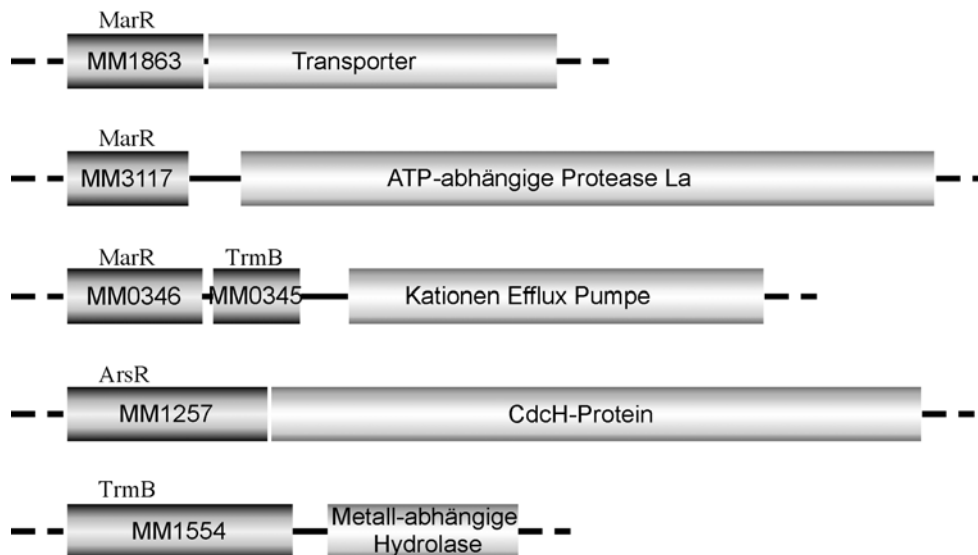 MarR
MM1863 Transporter
MarR
MM3117 ATP-abhängige Protease La
MarR TrmB
MM0346 MM0345 Kationen Efflux Pumpe
ArsR
MM1257 CdcH-Protein
TrmB
MM1554 Metall-abhängige
Hydrolase